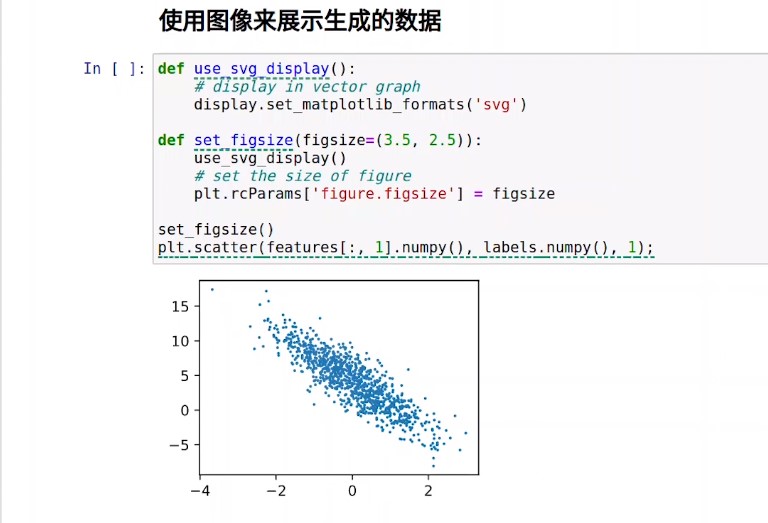 使用图像来展示生成的数据
In [ ]: def use_svg_display():
    # display in vector graph
    display.set_matplotlib_formats('svg')
def set_figsize(figsize=(3.5, 2.5)):
    use_svg_display()
    # set the size of figure
    plt.rcParams['figure.figsize'] = figsize
set_figsize()
plt.scatter(features[:, 1].numpy(), labels.numpy(), 1);
15
10
5
0
−5
−4 −2 0 2